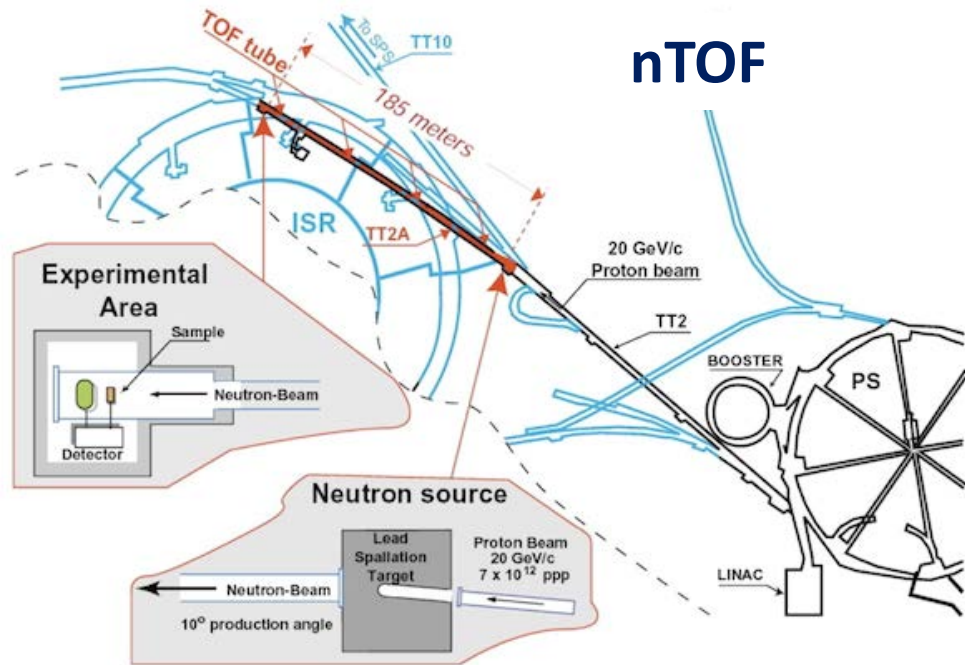 nTOF
To SPS
TT10
TOF tube
185 meters
ISR
TT2A
20 GeV/c
Proton beam
TT2
BOOSTER
PS
LINAC
Experimental
Area
Sample
Neutron-Beam
Detector
Neutron source
Lead
Spallation
Target
Proton Beam
20 GeV/c
7 x 10¹² ppp
Neutron-Beam
10⁰ production angle